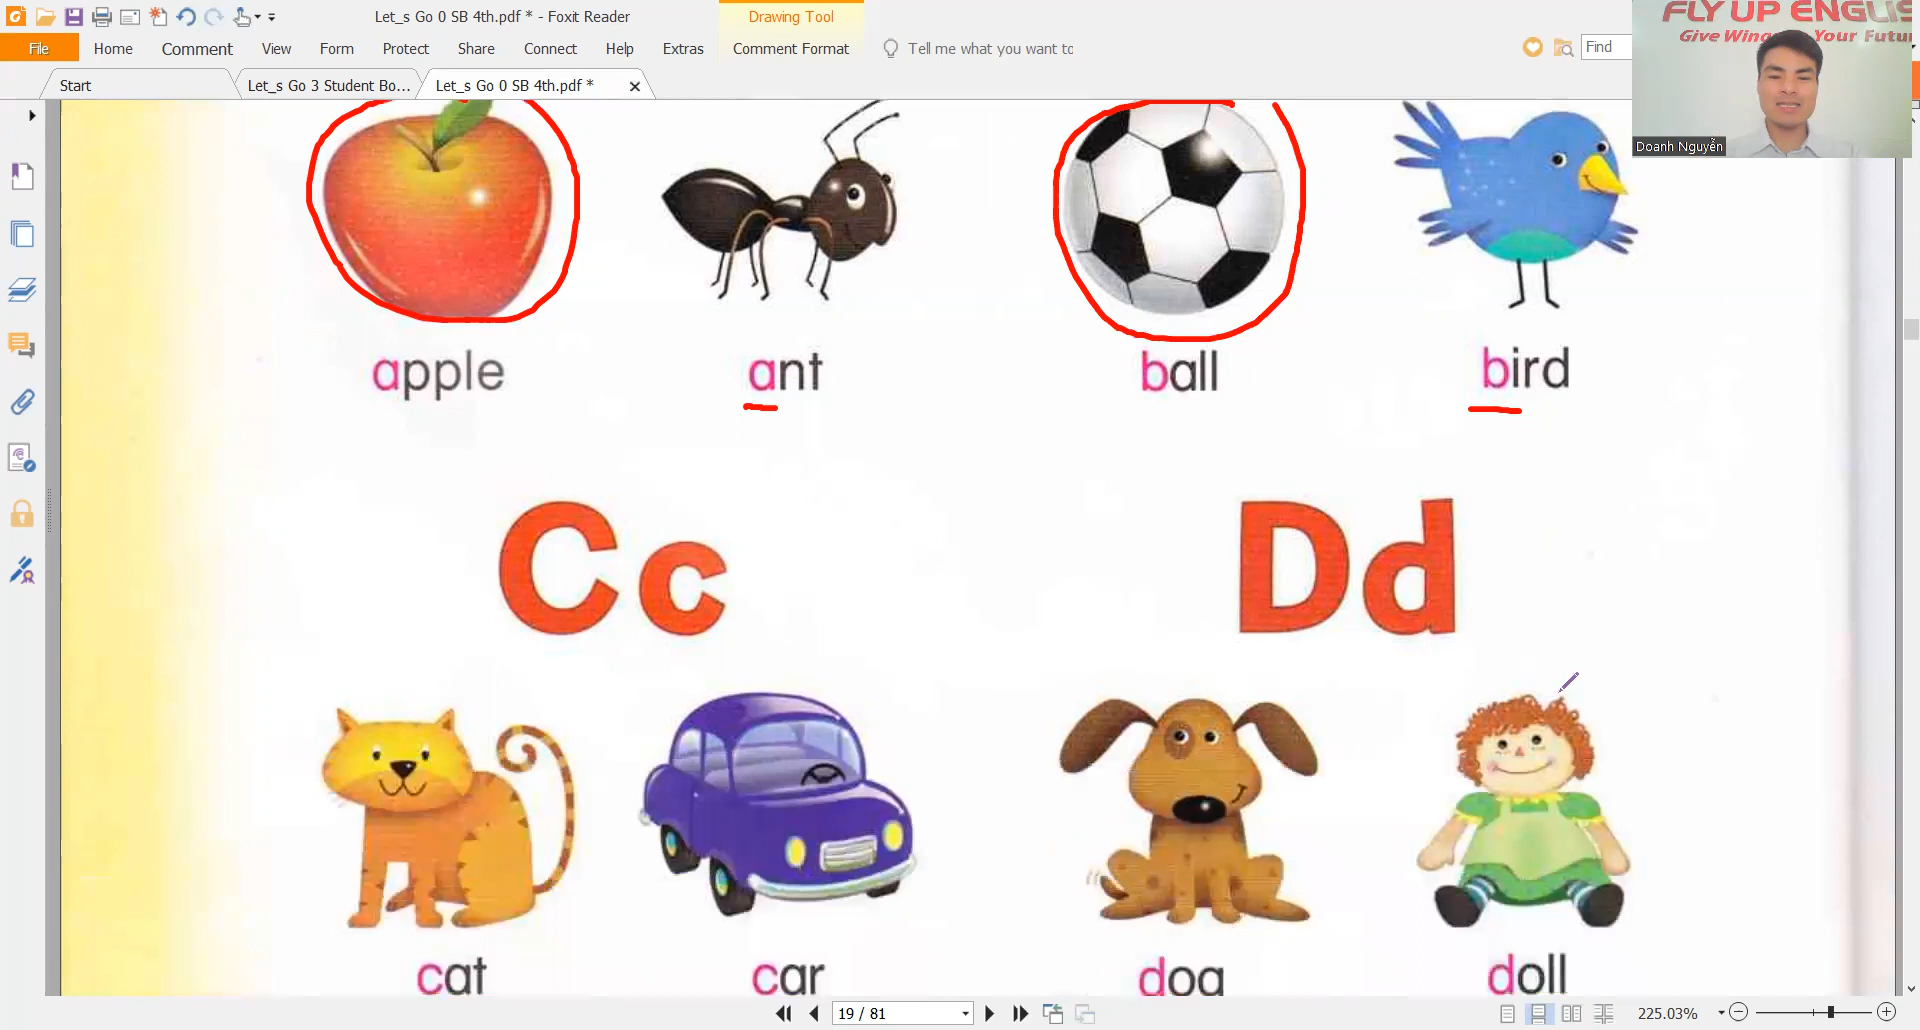 Let_s Go 0 SB 4th.pdf * - Foxit Reader
Drawing Tool
File
Home
Comment
View
Form
Protect
Share
Connect
Help
Extras
Comment Format
Tell me what you want to
Find
FLY UP ENGLIS
Give Wings Your Futur
Doanh Nguyễn
Start
Let_s Go 3 Student Bo...
Let_s Go 0 SB 4th.pdf *
apple
ant
ball
bird
Cc
Dd
cat
car
dog
doll
19 / 81
225.03%